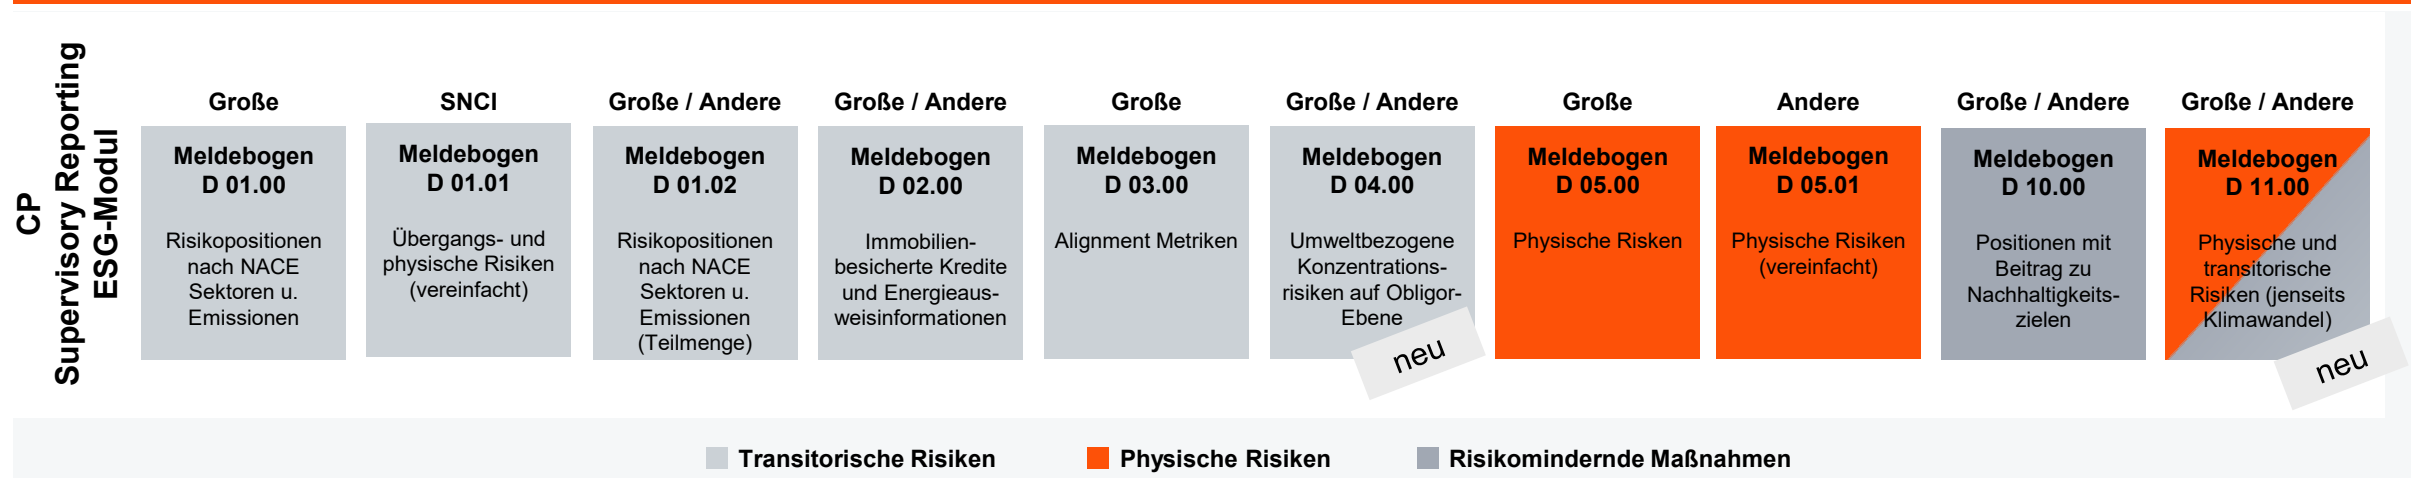 CP
Supervisory Reporting
ESG-Modul
Große
Meldebogen
D 01.00
Risikopositionen
nach NACE
Sektoren u.
Emissionen
SNCI
Meldebogen
D 01.01
Übergangs- und
physische Risiken
(vereinfacht)
Große / Andere
Meldebogen
D 01.02
Risikopositionen
nach NACE
Sektoren u.
Emissionen
(Teilmenge)
Große / Andere
Meldebogen
D 02.00
Immobilien-
besicherte Kredite
und Energieaus-
weisinformationen
Große
Meldebogen
D 03.00
Alignment Metriken
Große / Andere
Meldebogen
D 04.00
Umweltbezogene
Konzentrations-
risiken auf Obligor-
Ebene
neu
Große
Meldebogen
D 05.00
Physische Risken
Andere
Meldebogen
D 05.01
Physische Risiken
(vereinfacht)
Große / Andere
Meldebogen
D 10.00
Positionen mit
Beitrag zu
Nachhaltigkeits-
zielen
Große / Andere
Meldebogen
D 11.00
Physische und
transitorische
Risiken (jenseits
Klimawandel)
neu
Transitorische Risiken
Physische Risiken
Risikomindernde Maßnahmen